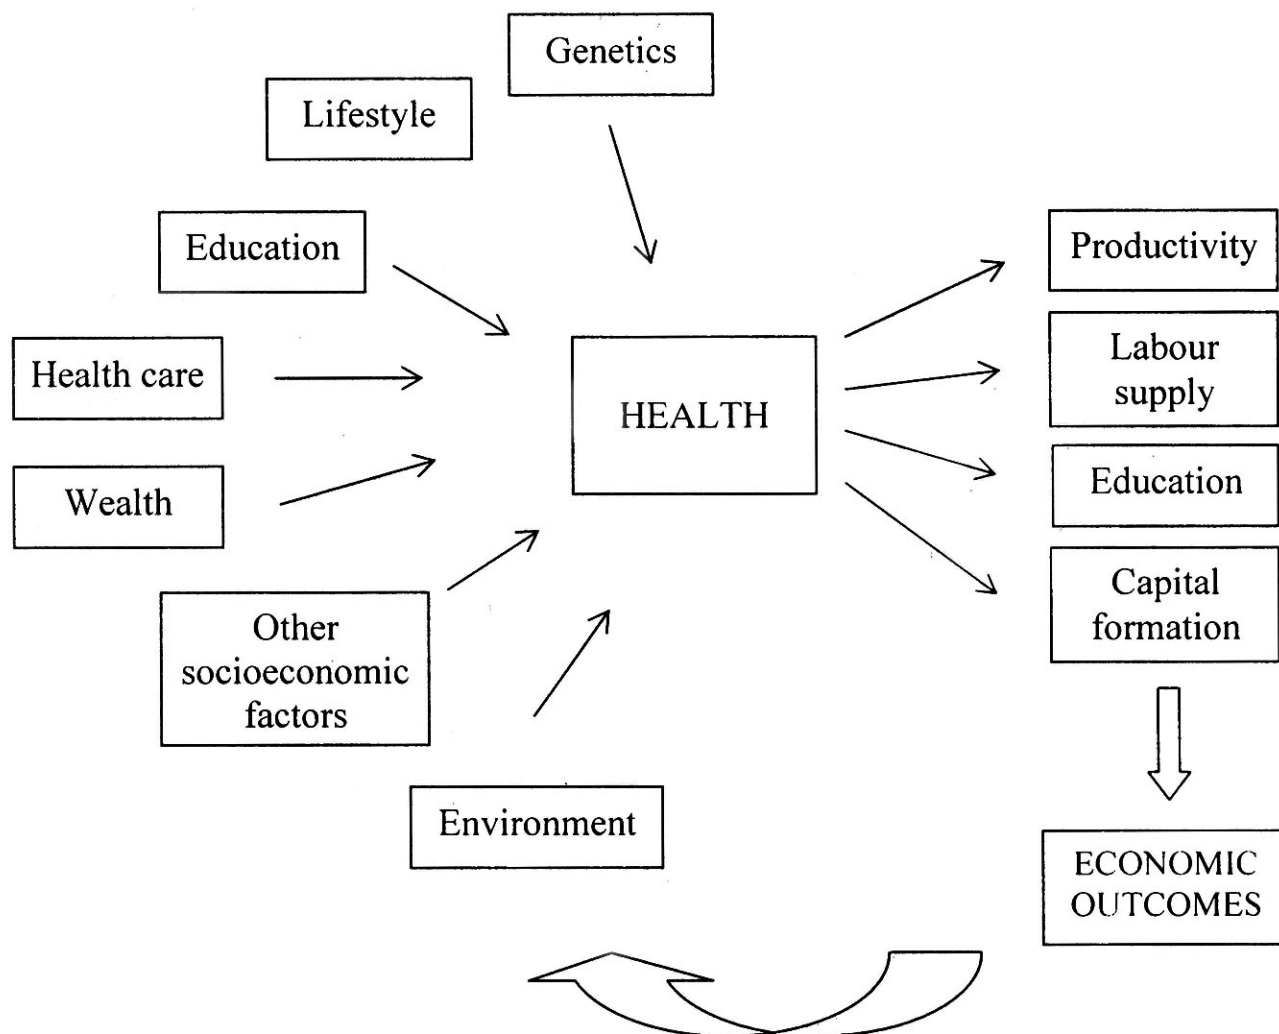 Genetics
Lifestyle
Education
Health care
Wealth
Other
socioeconomic
factors
Environment
HEALTH
Productivity
Labour
supply
Education
Capital
formation
ECONOMIC
OUTCOMES